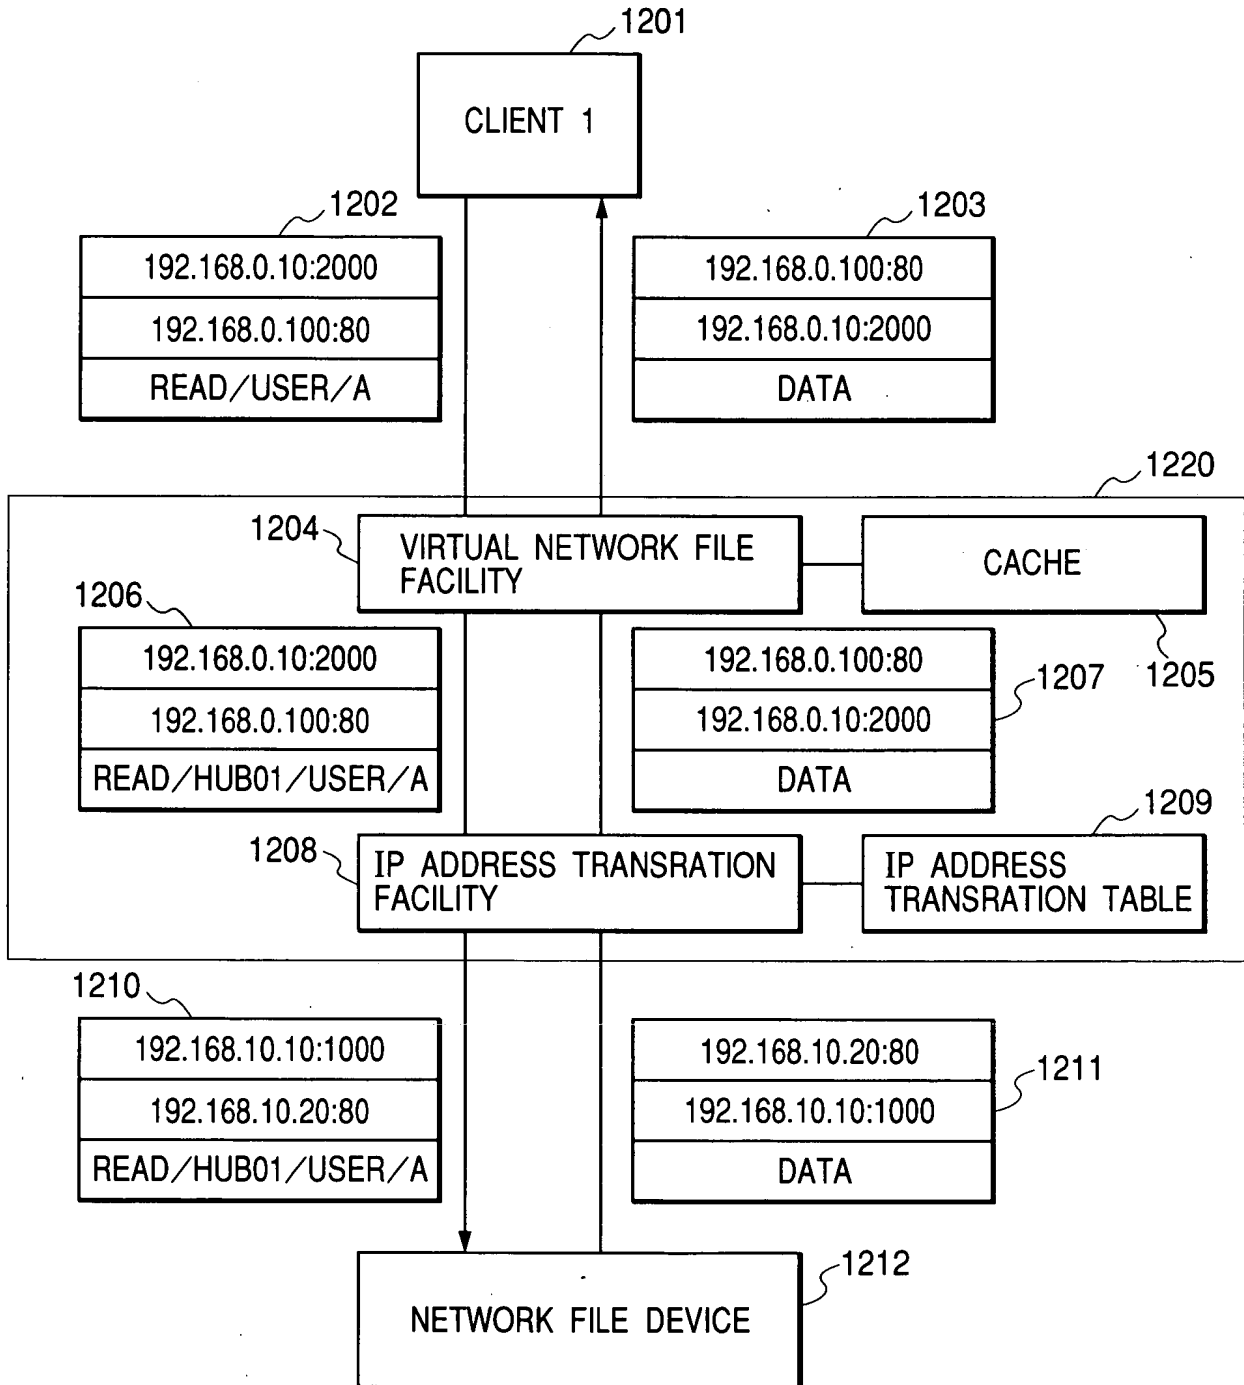 1201
CLIENT 1
1202
192.168.0.10:2000
192.168.0.100:80
READ/USER/A
1203
192.168.0.100:80
192.168.0.10:2000
DATA
1220
1204
VIRTUAL NETWORK FILE
FACILITY
CACHE
1205
1206
192.168.0.10:2000
192.168.0.100:80
READ/HUB01/USER/A
192.168.0.100:80
192.168.0.10:2000
DATA
1207
1208
IP ADDRESS TRANSRATION
FACILITY
1209
IP ADDRESS
TRANSRATION TABLE
1210
192.168.10.10:1000
192.168.10.20:80
READ/HUB01/USER/A
192.168.10.20:80
192.168.10.10:1000
DATA
1211
1212
NETWORK FILE DEVICE